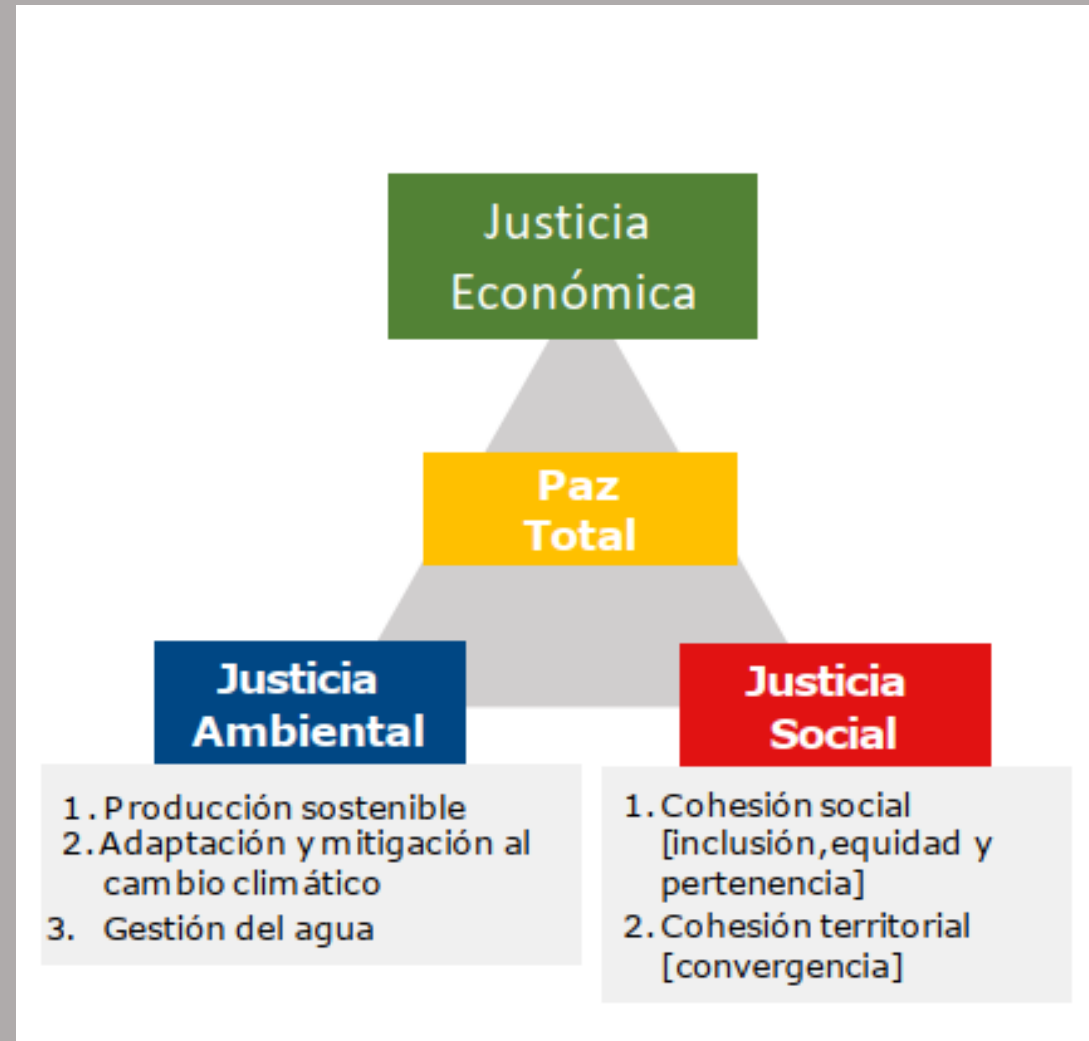 Justicia
Económica
Paz
Total
Justicia
Ambiental
1. Producción sostenible
2. Adaptación y mitigación al
cambio climático
3. Gestión del agua
Justicia
Social
1. Cohesión social
[inclusión,equidad y
pertenencia]
2. Cohesión territorial
[convergencia]